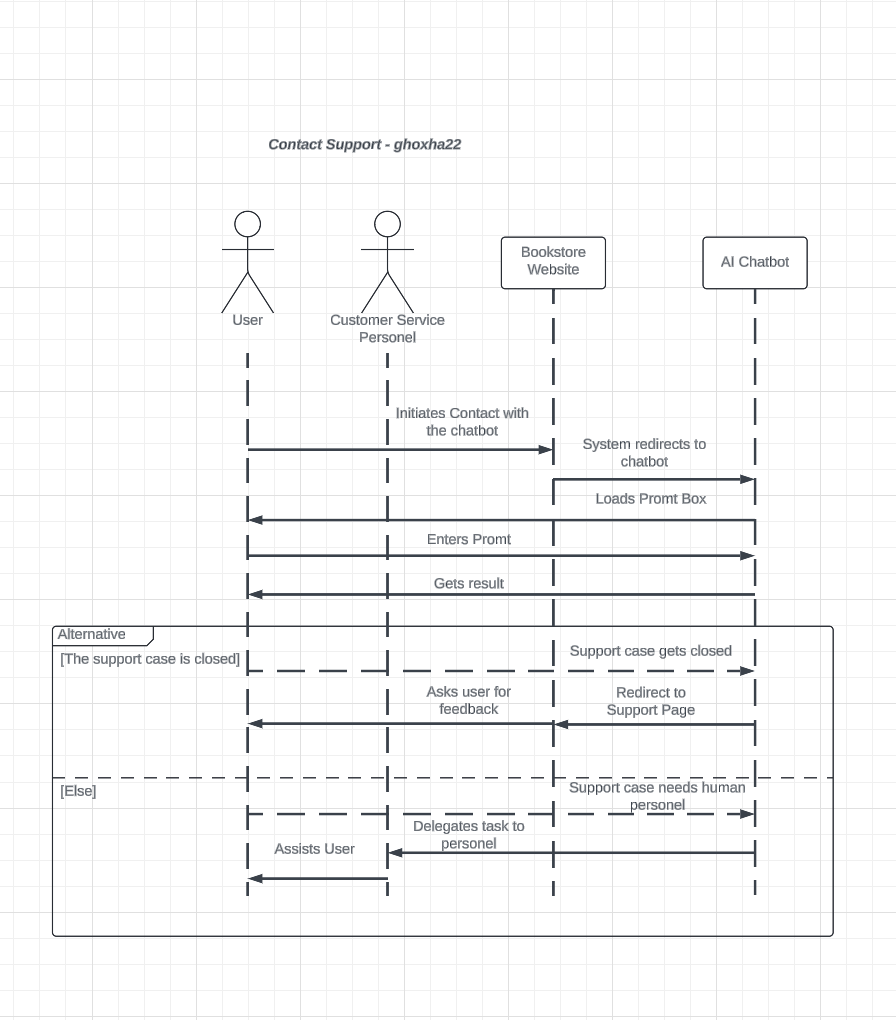 Contact Support - ghoxha22
Bookstore
Website
AI Chatbot
User
Customer Service
Personel
Initiates Contact with
the chatbot
System redirects to
chatbot
Loads Promt Box
Enters Promt
Gets result
Alternative
[The support case is closed]
Support case gets closed
Asks user for
feedback
Redirect to
Support Page
[Else]
Support case needs human
personel
Delegates task to
personel
Assists User